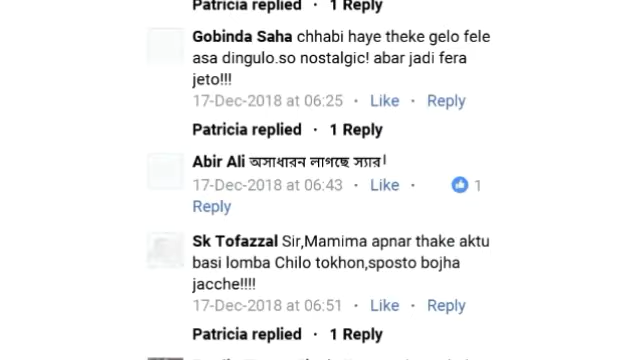 Patricia replied · 1 Reply
Gobinda Saha chhabi haye theke gelo fele
asa dingulo.so nostalgic! abar jadi fera
jeto!!!
17-Dec-2018 at 06:25 · Like · Reply
Patricia replied · 1 Reply
Abir Ali অসাধারন লাগছে স্যার।
17-Dec-2018 at 06:43 · Like · 1
Reply
Sk Tofazzal Sir,Mamima apnar thake aktu
basi lomba Chilo tokhon,sposto bojha
jacche!!!!
17-Dec-2018 at 06:51 · Like · Reply
Patricia replied · 1 Reply